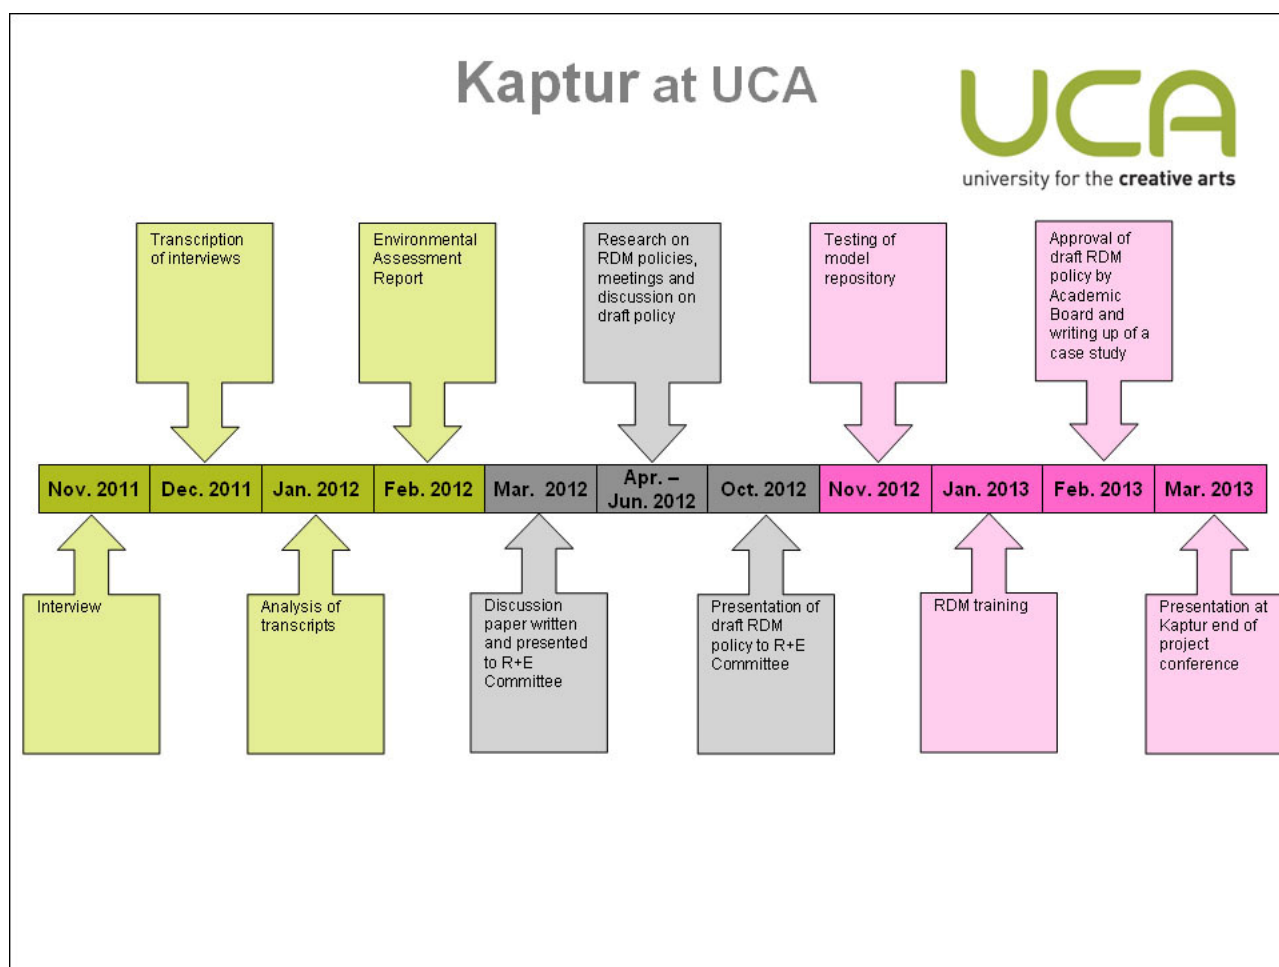 Kaptur at UCA
UCA
university for the creative arts
Transcription
of interviews
Environmental
Assessment
Report
Research on
RDM policies,
meetings and
discussion on
draft policy
Testing of
model
repository
Approval of
draft RDM
policy by
Academic
Board and
writing up of a
case study
Nov. 2011
Dec. 2011
Jan. 2012
Feb. 2012
Mar. 2012
Apr. –
Jun. 2012
Oct. 2012
Nov. 2012
Jan. 2013
Feb. 2013
Mar. 2013
Interview
Analysis of
transcripts
Discussion
paper written
and presented
to R+E
Committee
Presentation of
draft RDM
policy to R+E
Committee
RDM training
Presentation at
Kaptur end of
project
conference